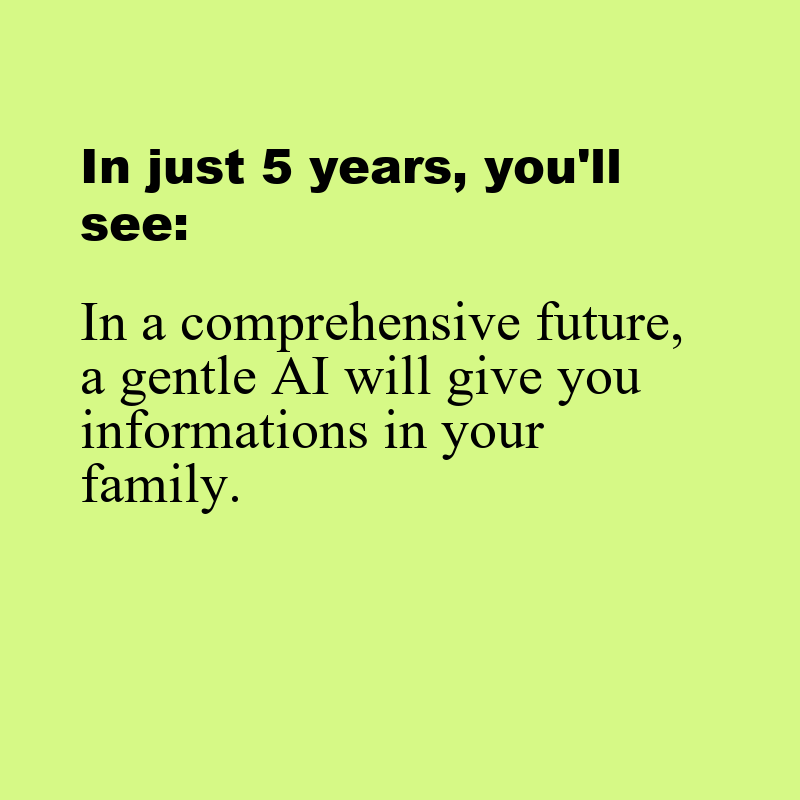 In just 5 years, you'll
see:
In a comprehensive future,
a gentle AI will give you
informations in your
family.